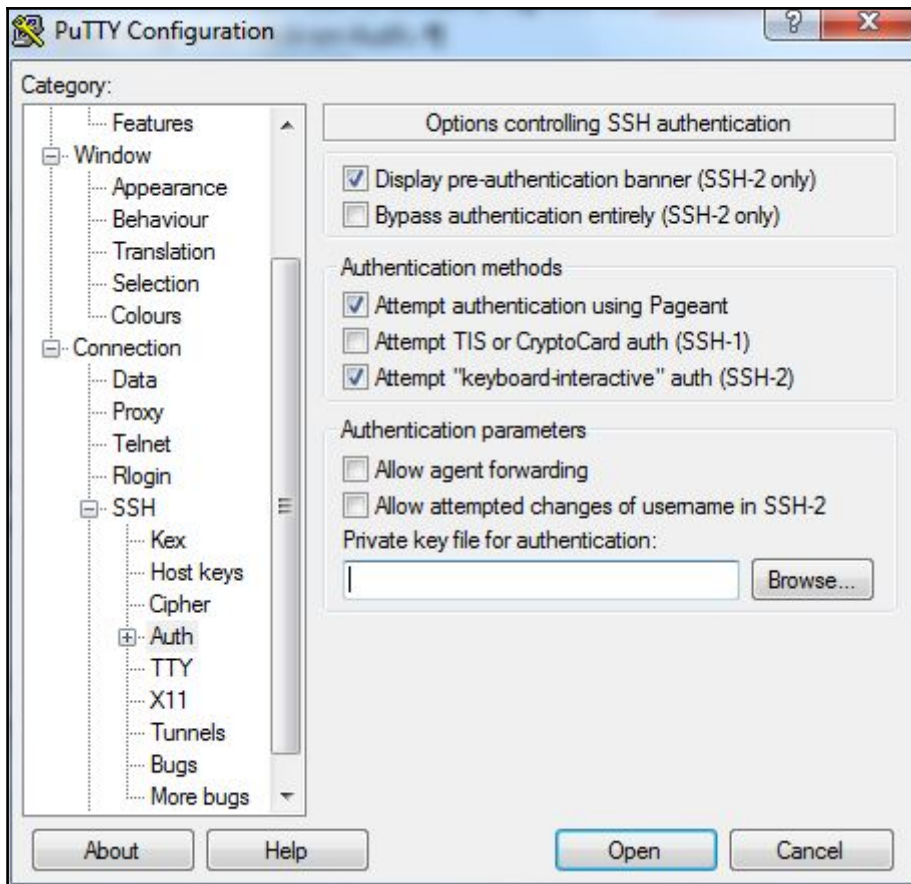 PuTTY Configuration
?
X
Category:
Features
Window
Appearance
Behaviour
Translation
Selection
Colours
Connection
Data
Proxy
Telnet
Rlogin
SSH
Kex
Host keys
Cipher
Auth
TTY
X11
Tunnels
Bugs
More bugs
Options controlling SSH authentication
Display pre-authentication banner (SSH-2 only)
Bypass authentication entirely (SSH-2 only)
Authentication methods
Attempt authentication using Pageant
Attempt TIS or CryptoCard auth (SSH-1)
Attempt "keyboard-interactive" auth (SSH-2)
Authentication parameters
Allow agent forwarding
Allow attempted changes of username in SSH-2
Private key file for authentication:
Browse...
About
Help
Open
Cancel